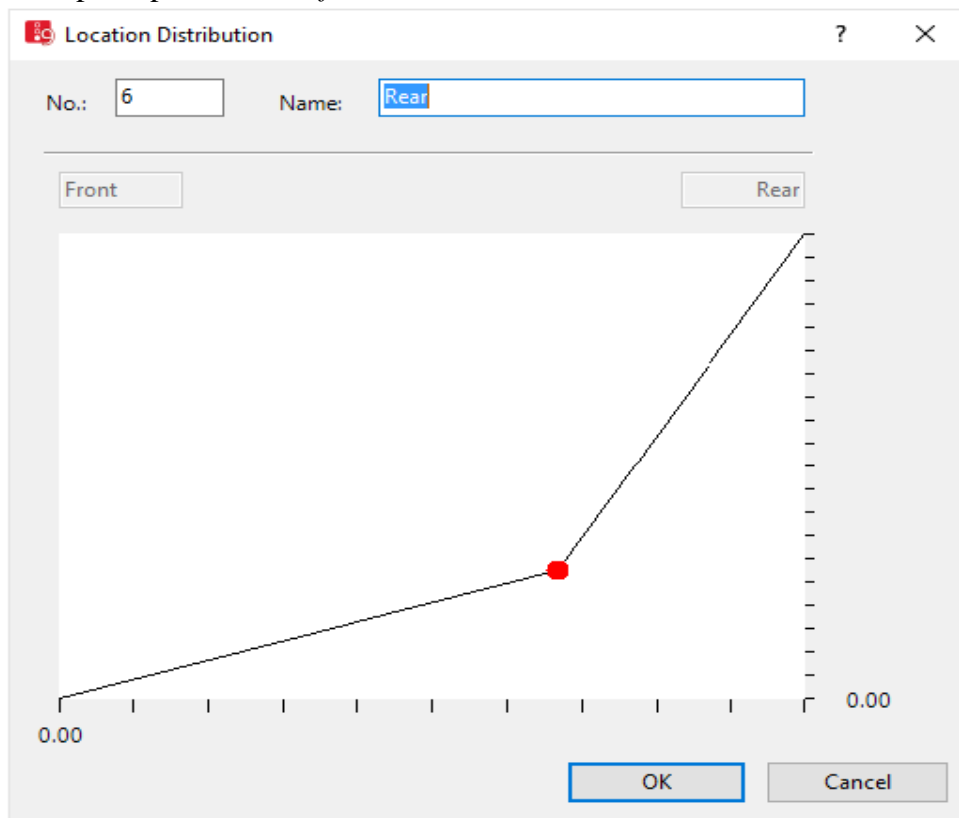 Location Distribution ? ×
No.: 6 Name: Rear
Front Rear
0.00
0.00
OK Cancel